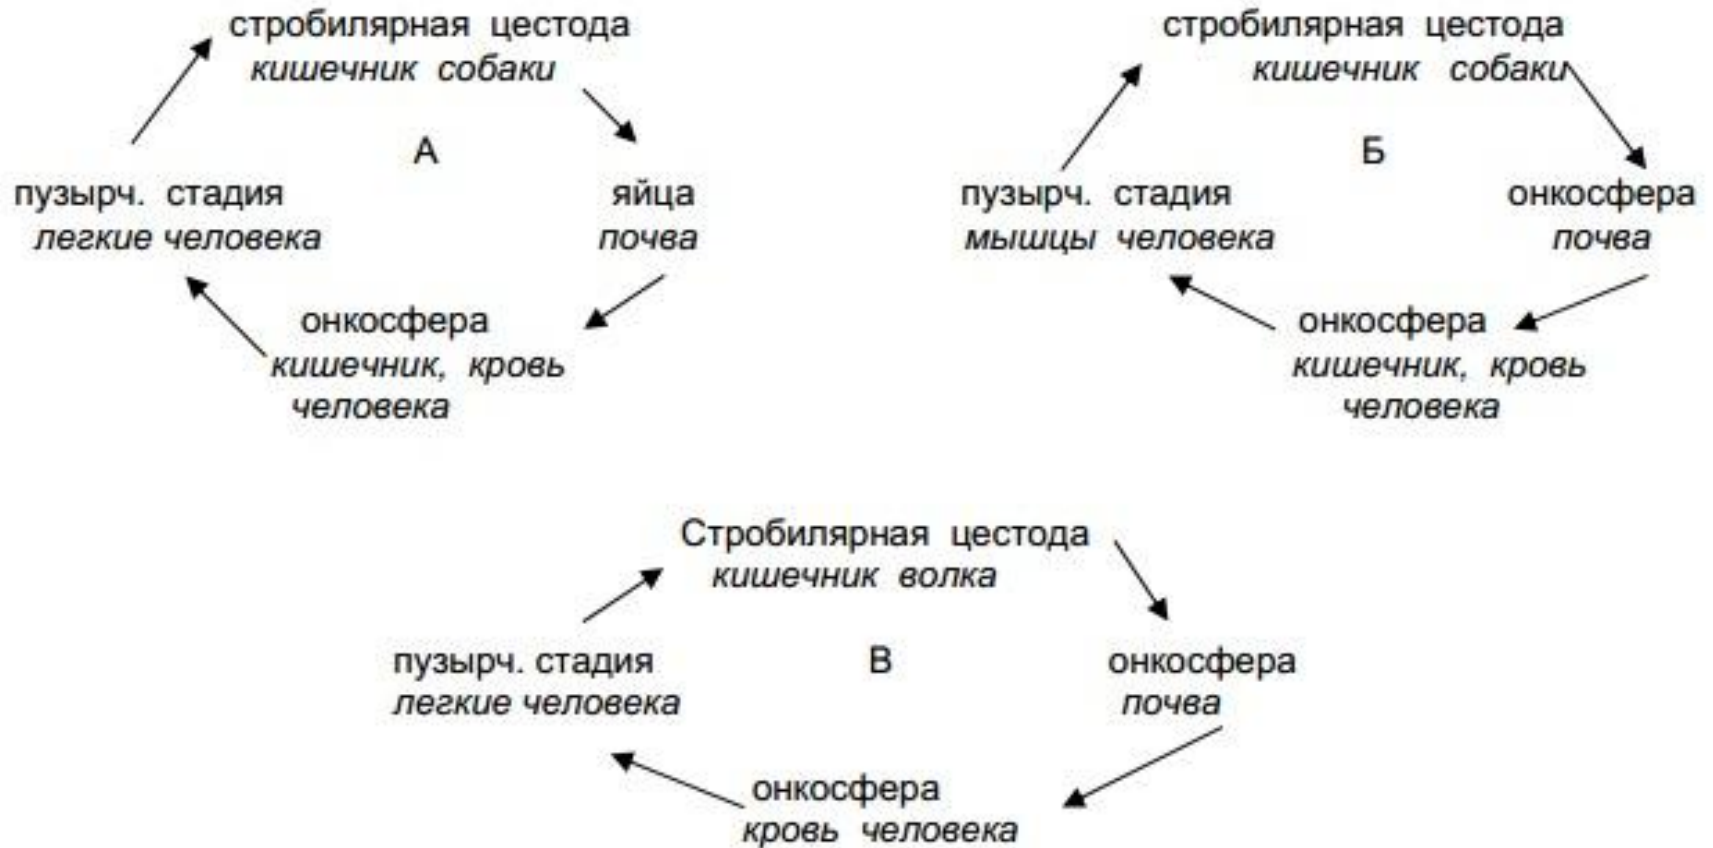 стробилярная цестода
кишечник собаки
А
пузырч. стадия
легкие человека
яйца
почва
онкосфера
кишечник, кровь
человека
стробилярная цестода
кишечник собаки
Б
пузырч. стадия
мышцы человека
онкосфера
почва
онкосфера
кишечник, кровь
человека
Стробилярная цестода
кишечник волка
пузырч. стадия
легкие человека
В
онкосфера
почва
онкосфера
кровь человека